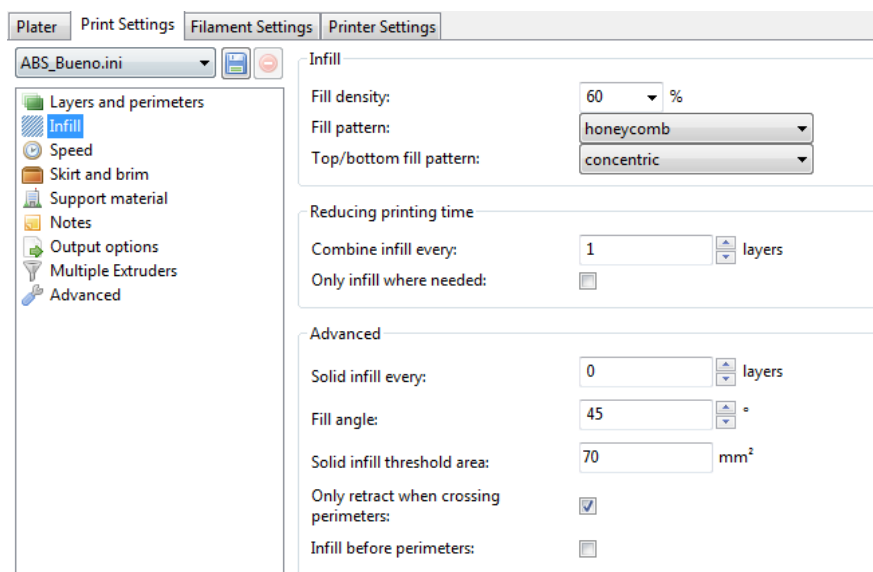 Plater Print Settings Filament Settings Printer Settings
ABS_Bueno.ini
Layers and perimeters
Infill
Speed
Skirt and brim
Support material
Notes
Output options
Multiple Extruders
Advanced
Infill
Fill density: 60 %
Fill pattern: honeycomb
Top/bottom fill pattern: concentric
Reducing printing time
Combine infill every: 1 layers
Only infill where needed:
Advanced
Solid infill every: 0 layers
Fill angle: 45 °
Solid infill threshold area: 70 mm²
Only retract when crossing
perimeters:
Infill before perimeters: